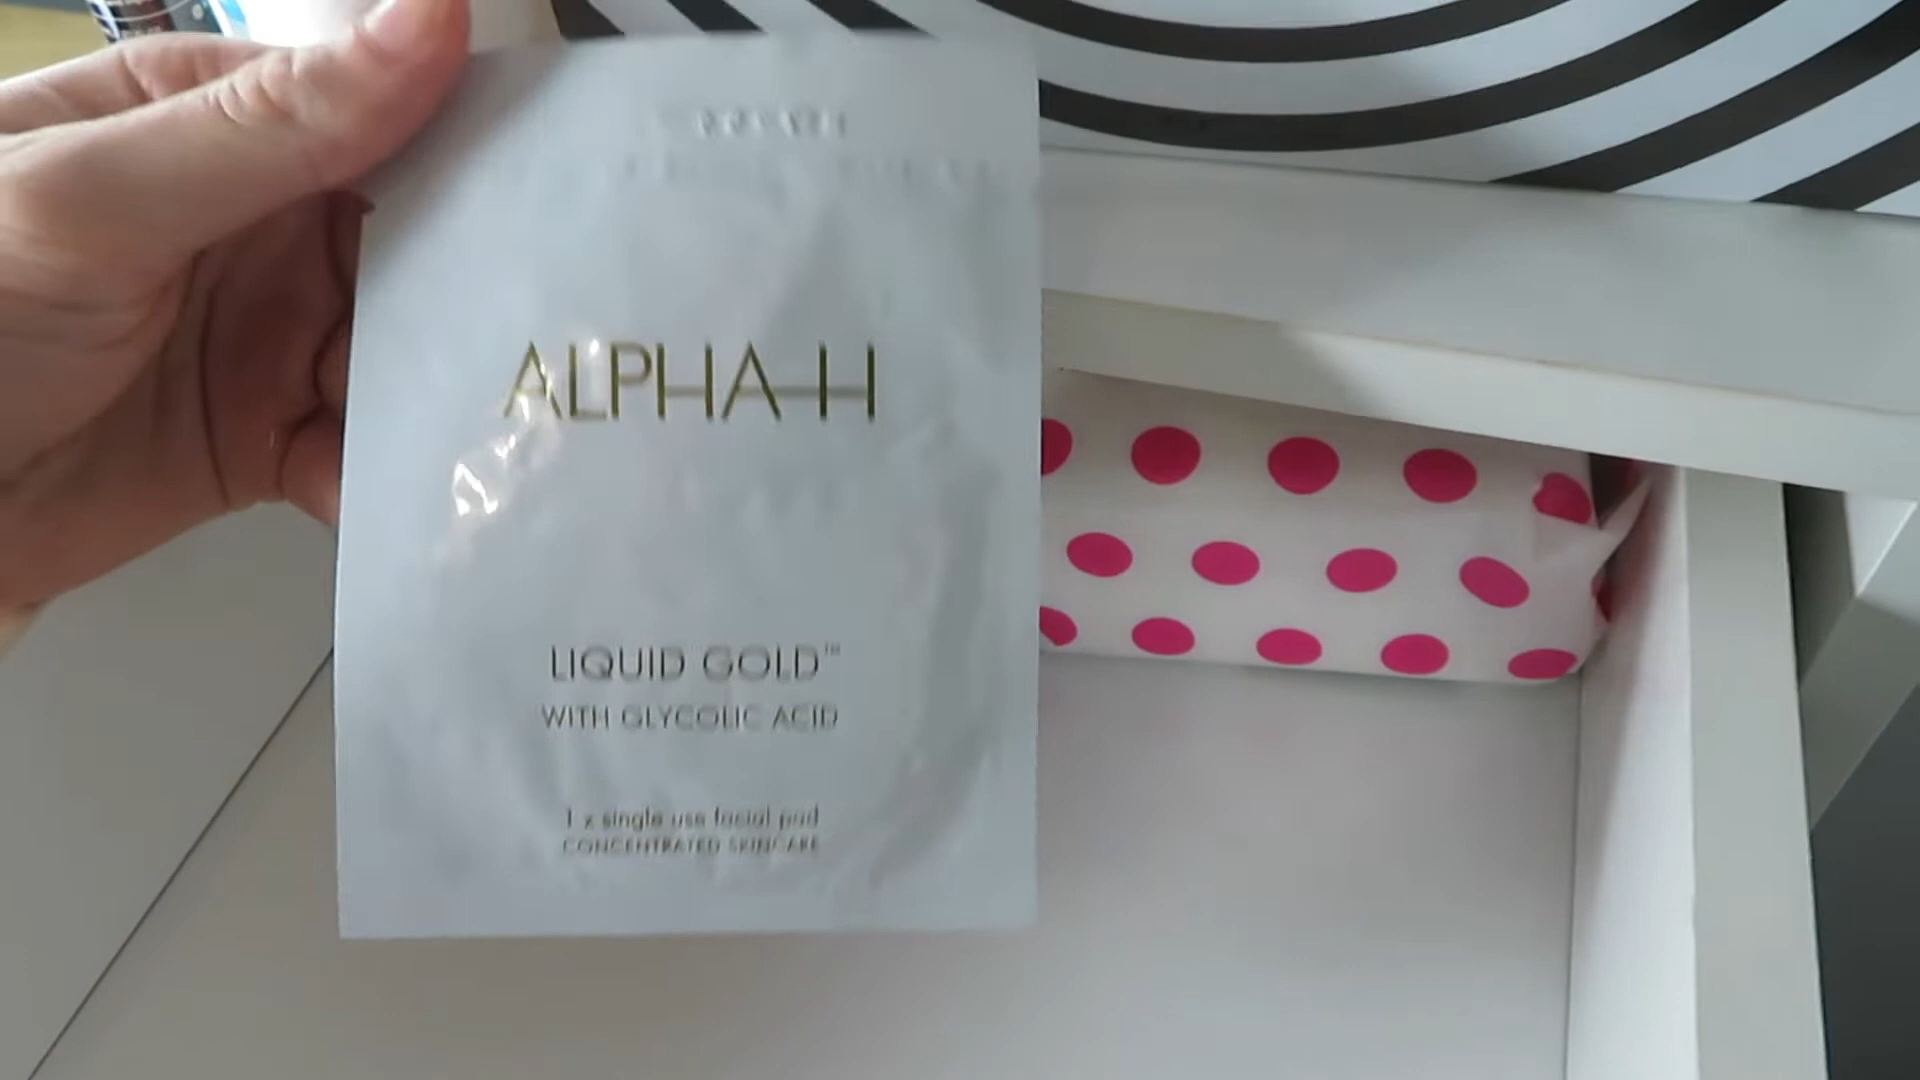 ALPHA-H
LIQUID GOLD™
WITH GLYCOLIC ACID
1 x single use facial pad
CONCENTRATED SKINCARE